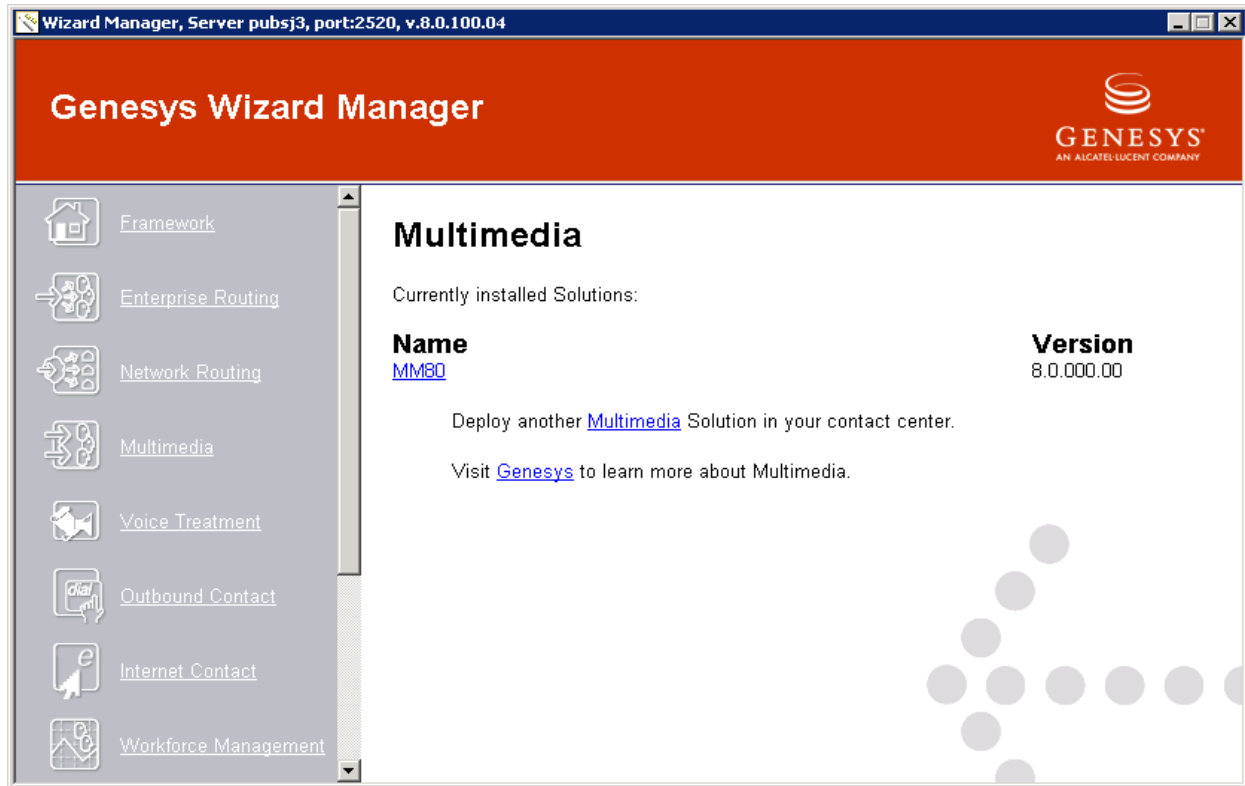 Wizard Manager, Server pubsj3, port:2520, v.8.0.100.04
Genesys Wizard Manager
GENESYS®
AN ALCATEL-LUCENT COMPANY
Framework
Enterprise Routing
Network Routing
Multimedia
Voice Treatment
dial
Outbound Contact
e
Internet Contact
Workforce Management
Multimedia
Currently installed Solutions:
Name Version
MM80 8.0.000.00
Deploy another Multimedia Solution in your contact center.
Visit Genesys to learn more about Multimedia.